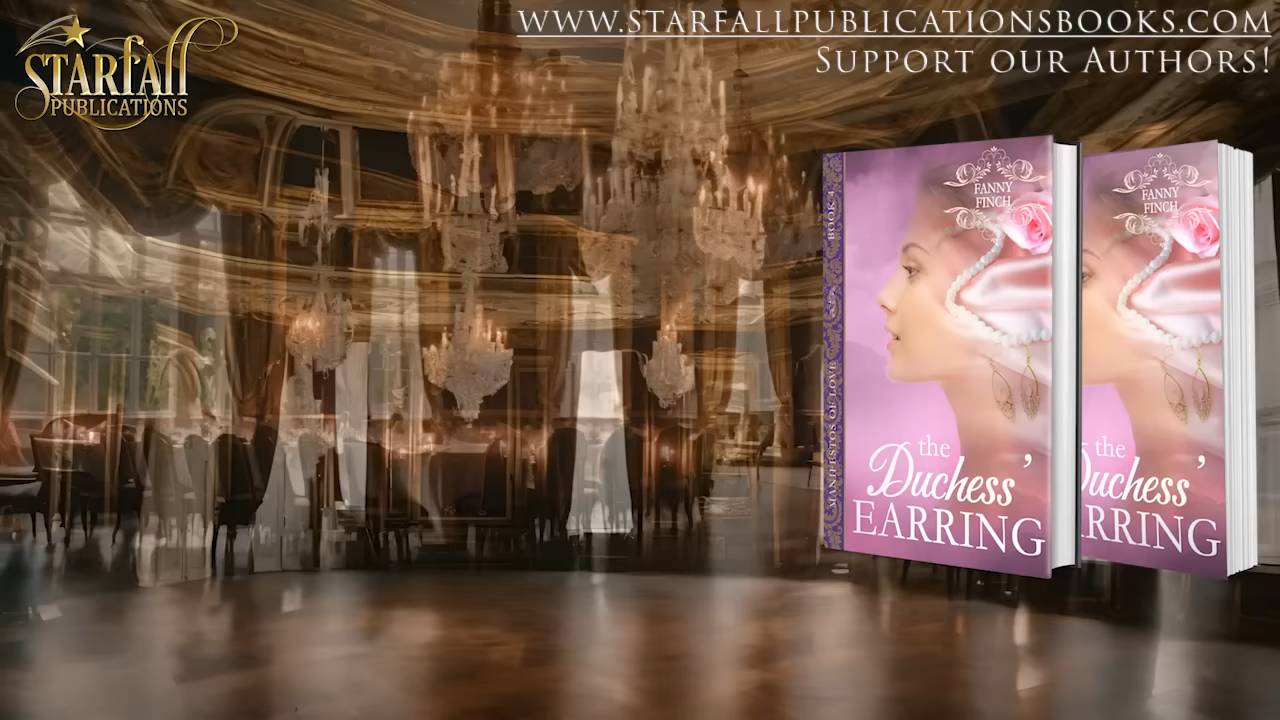 STARfAll
PUBLICATIONS
WWW.STARFALLPUBLICATIONSBOOKS.COM
SUPPORT OUR AUTHORS!
BOOK 4
MANIFESTOS OF LOVE
FANNY
FINCH
the
Duchess'
EARRING
FANNY
FINCH
the
Duchess'
RRING